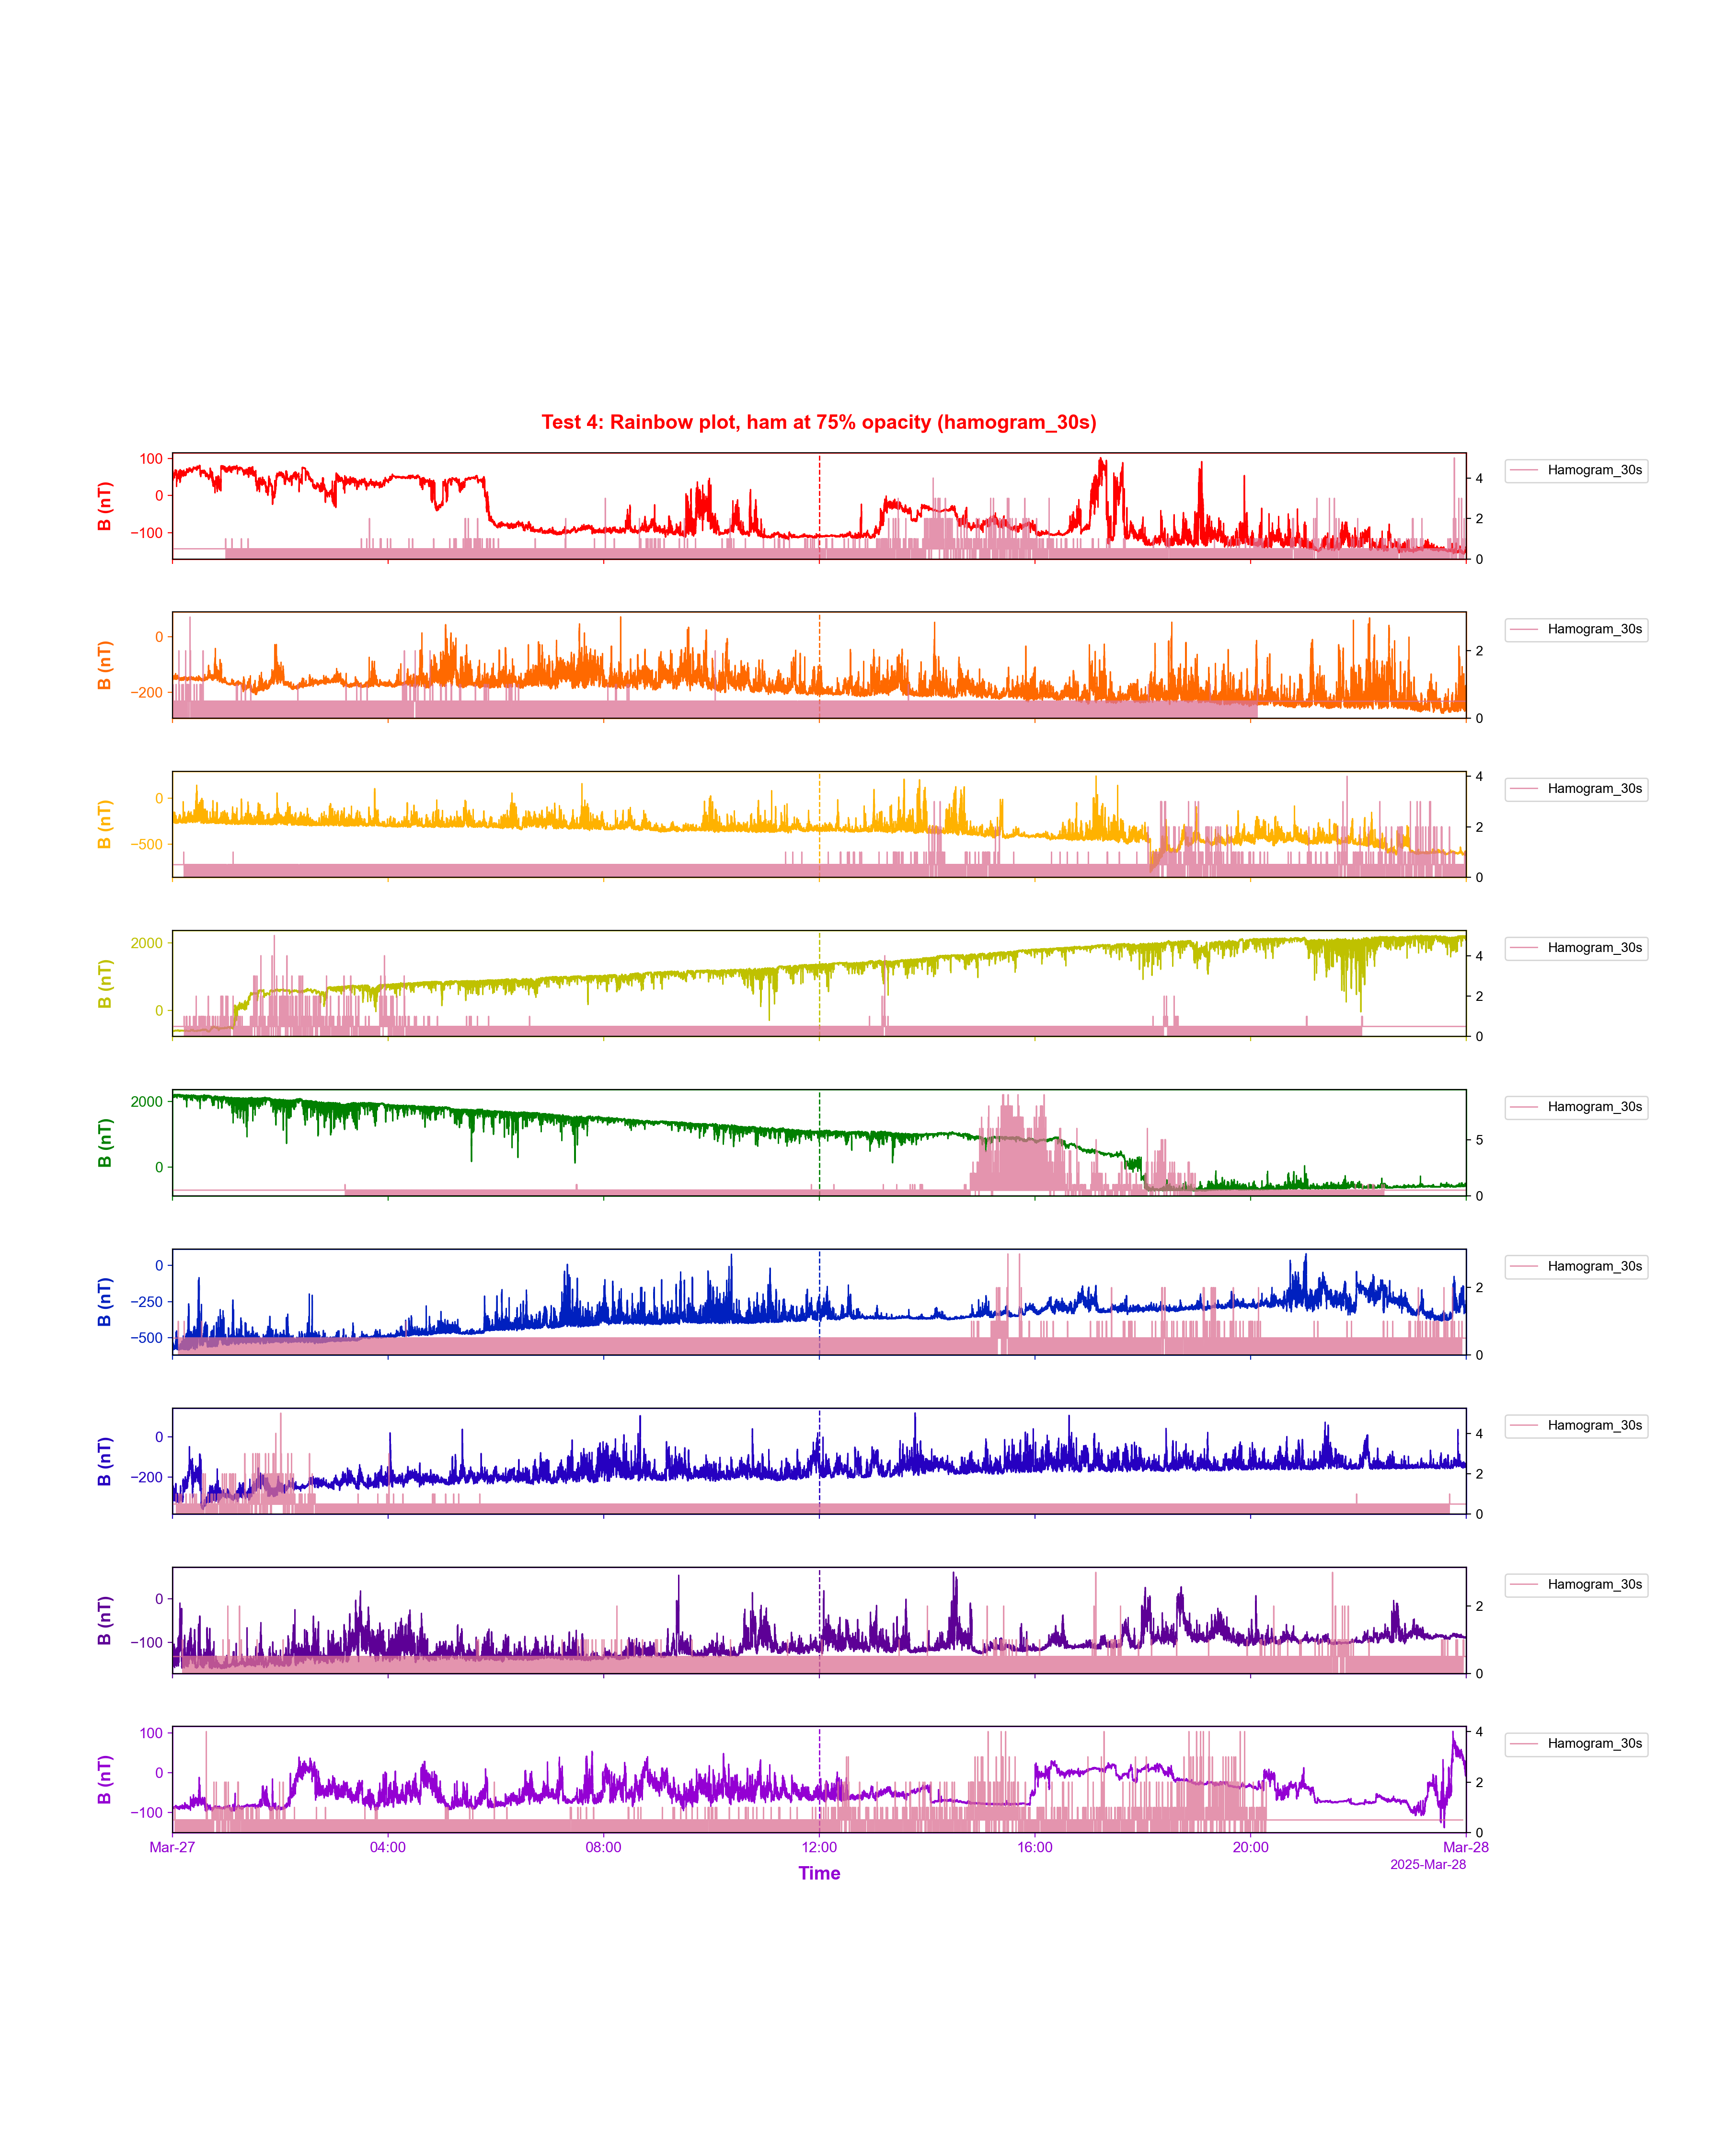 Test 4: Rainbow plot, ham at 75% opacity (hamogram_30s)
100
0
−100
B (nT)
4
2
0
Hamogram_30s
0
−200
B (nT)
2
0
Hamogram_30s
0
−500
B (nT)
4
2
0
Hamogram_30s
2000
0
B (nT)
4
2
0
Hamogram_30s
2000
0
B (nT)
5
0
Hamogram_30s
0
−250
−500
B (nT)
2
0
Hamogram_30s
0
−200
B (nT)
4
2
0
Hamogram_30s
0
−100
B (nT)
2
0
Hamogram_30s
100
0
−100
B (nT)
4
2
0
Hamogram_30s
Mar-27 04:00 08:00 12:00 16:00 20:00 Mar-28
2025-Mar-28
Time